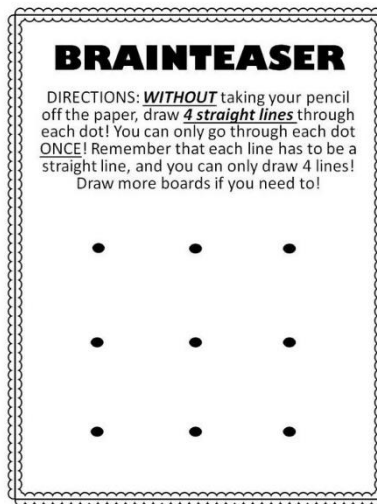 BRAINTEASER
DIRECTIONS: WITHOUT taking your pencil
off the paper, draw 4 straight lines through
each dot! You can only go through each dot
ONCE! Remember that each line has to be a
straight line, and you can only draw 4 lines!
Draw more boards if you need to!